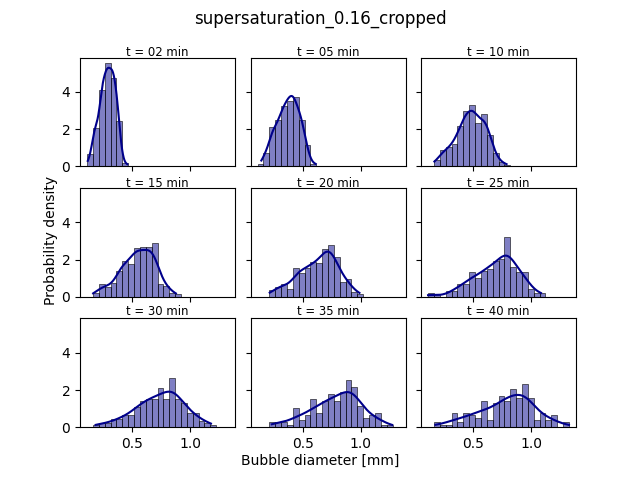 supersaturation_0.16_cropped
t = 02 min
t = 05 min
t = 10 min
4
2
0
t = 15 min
t = 20 min
t = 25 min
4
2
0
Probability density
t = 30 min
t = 35 min
t = 40 min
4
2
0
0.5 1.0 0.5 1.0 0.5 1.0
Bubble diameter [mm]